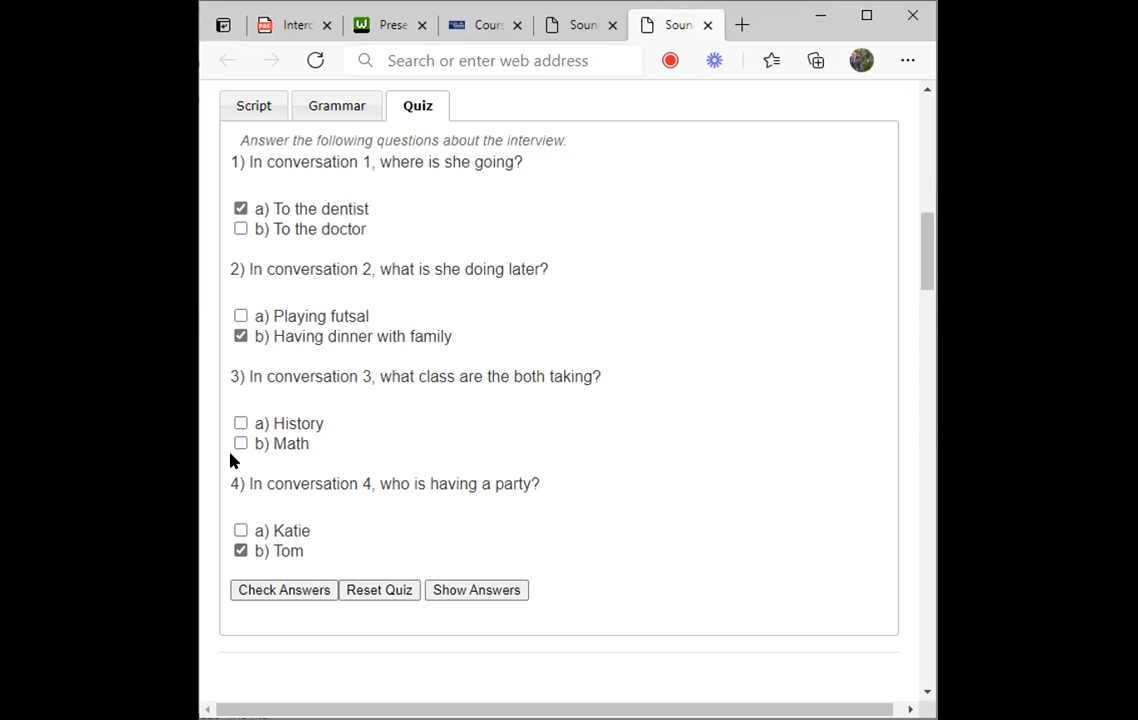 Interc
Prese
Cour
Soun
Soun
Search or enter web address
Script
Grammar
Quiz
Answer the following questions about the interview.
1) In conversation 1, where is she going?
a) To the dentist
b) To the doctor
2) In conversation 2, what is she doing later?
a) Playing futsal
b) Having dinner with family
3) In conversation 3, what class are the both taking?
a) History
b) Math
4) In conversation 4, who is having a party?
a) Katie
b) Tom
Check Answers
Reset Quiz
Show Answers